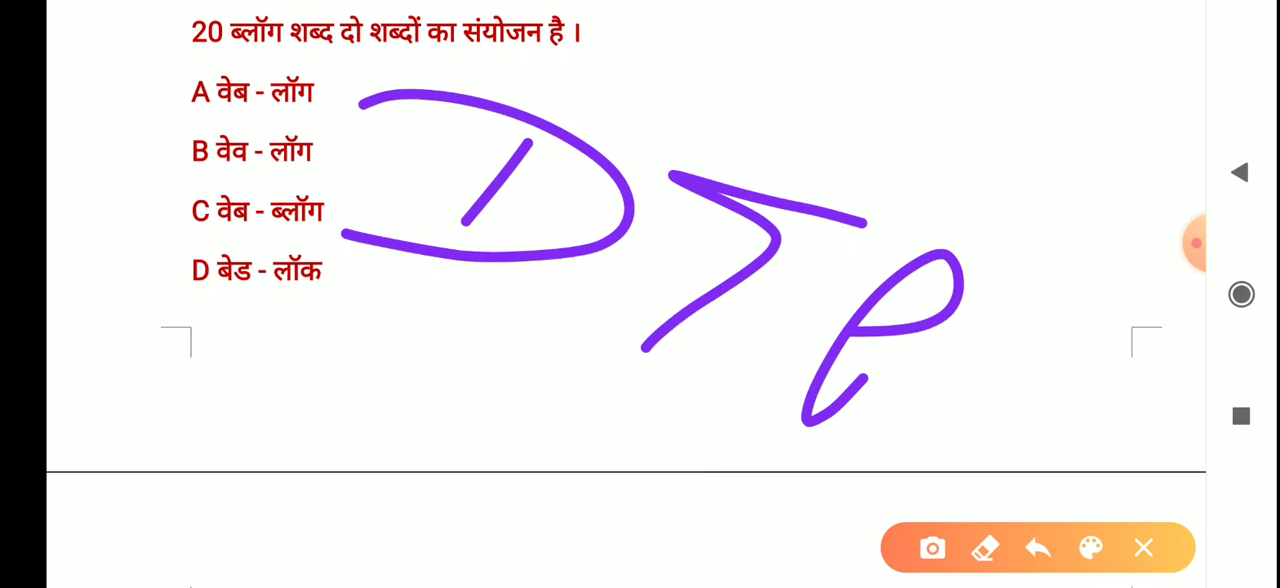 20 ब्लॉग शब्द दो शब्दों का संयोजन है ।
A वेब - लॉग
B वेव - लॉग
C वेब - ब्लॉग
D बेड - लॉक